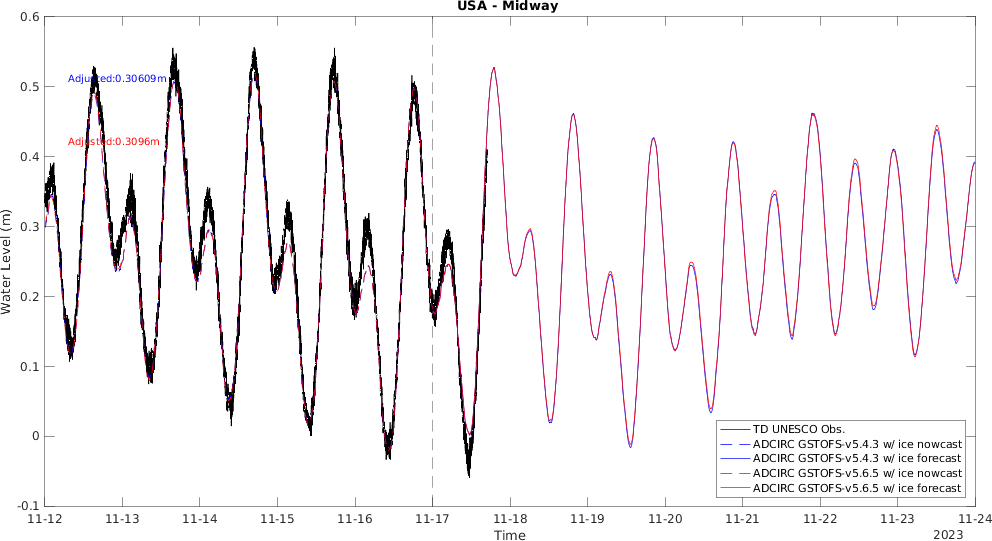 USA - Midway
0.6
0.5
0.4
0.3
0.2
0.1
0
-0.1
Water Level (m)
Adjusted:0.30609m
Adjusted:0.3096m
TD UNESCO Obs.
ADCIRC GSTOFS-v5.4.3 w/ ice nowcast
ADCIRC GSTOFS-v5.4.3 w/ ice forecast
ADCIRC GSTOFS-v5.6.5 w/ ice nowcast
ADCIRC GSTOFS-v5.6.5 w/ ice forecast
11-12 11-13 11-14 11-15 11-16 11-17 11-18 11-19 11-20 11-21 11-22 11-23 11-24
Time
2023